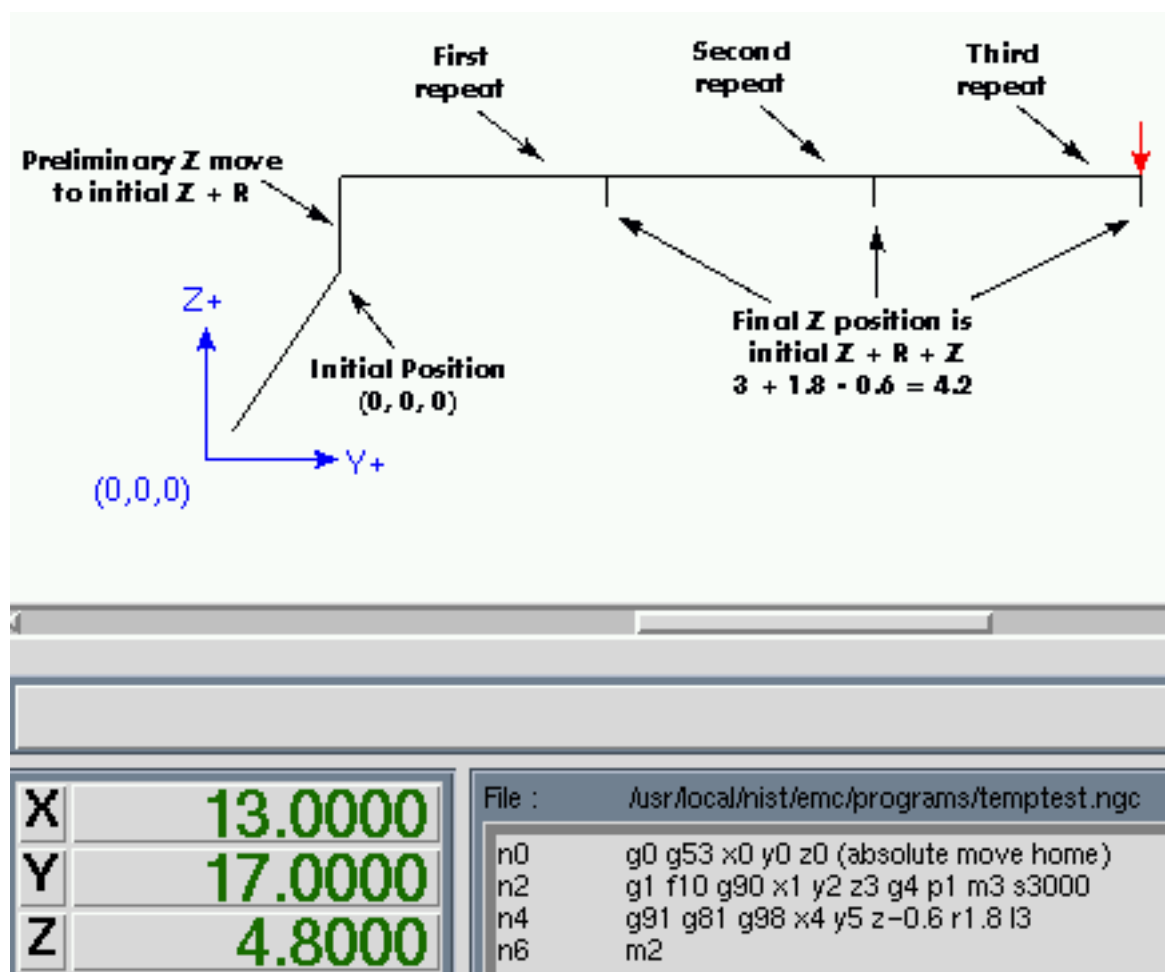 First
repeat
Second
repeat
Third
repeat
Preliminary Z move
to initial Z + R
Z+
Initial Position
(0, 0, 0)
Final Z position is
initial Z + R + Z
3 + 1.8 - 0.6 = 4.2
Y+
(0,0,0)
X 13.0000
Y 17.0000
Z 4.8000
File : /usr/local/nist/emc/programs/temptest.ngc
n0 g0 g53 x0 y0 z0 (absolute move home)
n2 g1 f10 g90 x1 y2 z3 g4 p1 m3 s3000
n4 g91 g81 g98 x4 y5 z-0.6 r1.8 l3
n6 m2